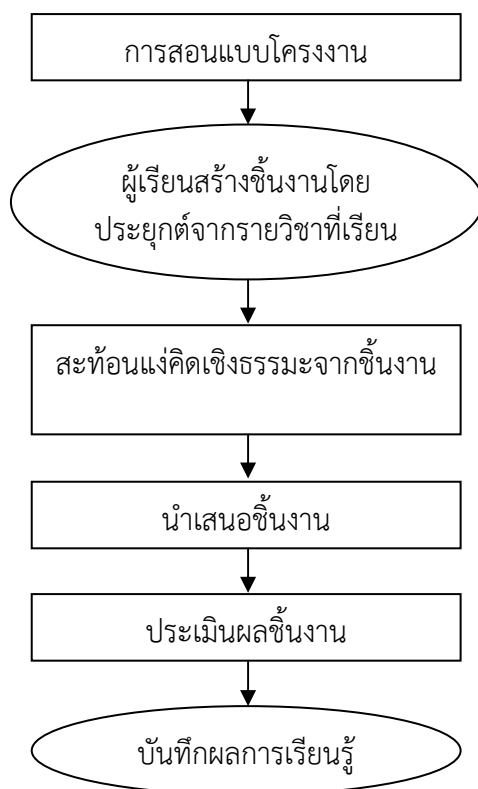 การสอนแบบโครงงาน
ผู้เรียนสร้างชิ้นงานโดย
ประยุกต์จากรายวิชาที่เรียน
สะท้อนแง่คิดเชิงธรรมะจากชิ้นงาน
นำเสนอชิ้นงาน
ประเมินผลชิ้นงาน
บันทึกผลการเรียนรู้